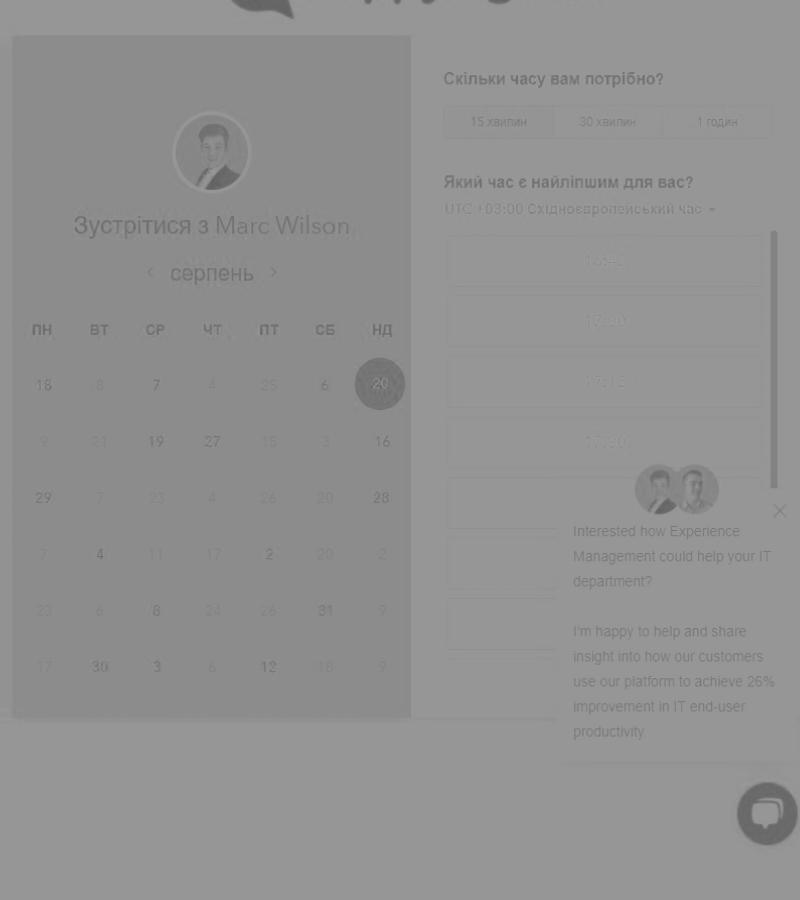 Скільки часу вам потрібно?
15 хвилин 30 хвилин 1 годин
Який час є найліпшим для вас?
UTC +03:00 Східноєвропейський час
Зустрітися з Marc Wilson
серпень
ПН ВТ СР ЧТ ПТ СБ НД
18 8 7 4 25 6 20
9 21 19 27 15 3 16
29 7 23 4 26 20 28
7 4 11 17 2 20 2
23 6 8 24 26 31 9
17 30 3 6 12 18 9
17:15
17:30
Interested how Experience
Management could help your IT
department?
I'm happy to help and share
insight into how our customers
use our platform to achieve 26%
improvement in IT end-user
productivity.